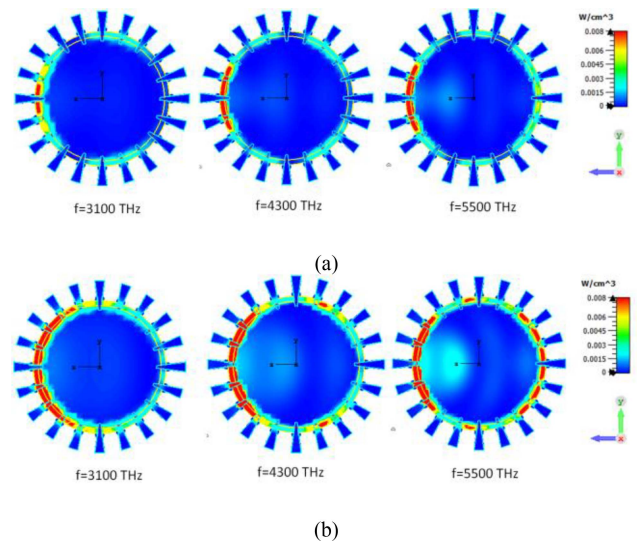 W/cm^3
0.008
0.006
0.0045
0.003
0.0015
0
y
x
y
x
y
x
y
x
f=3100 THz
f=4300 THz
f=5500 THz
(a)
W/cm^3
0.008
0.006
0.0045
0.003
0.0015
0
y
x
y
x
y
x
y
x
f=3100 THz
f=4300 THz
f=5500 THz
(b)